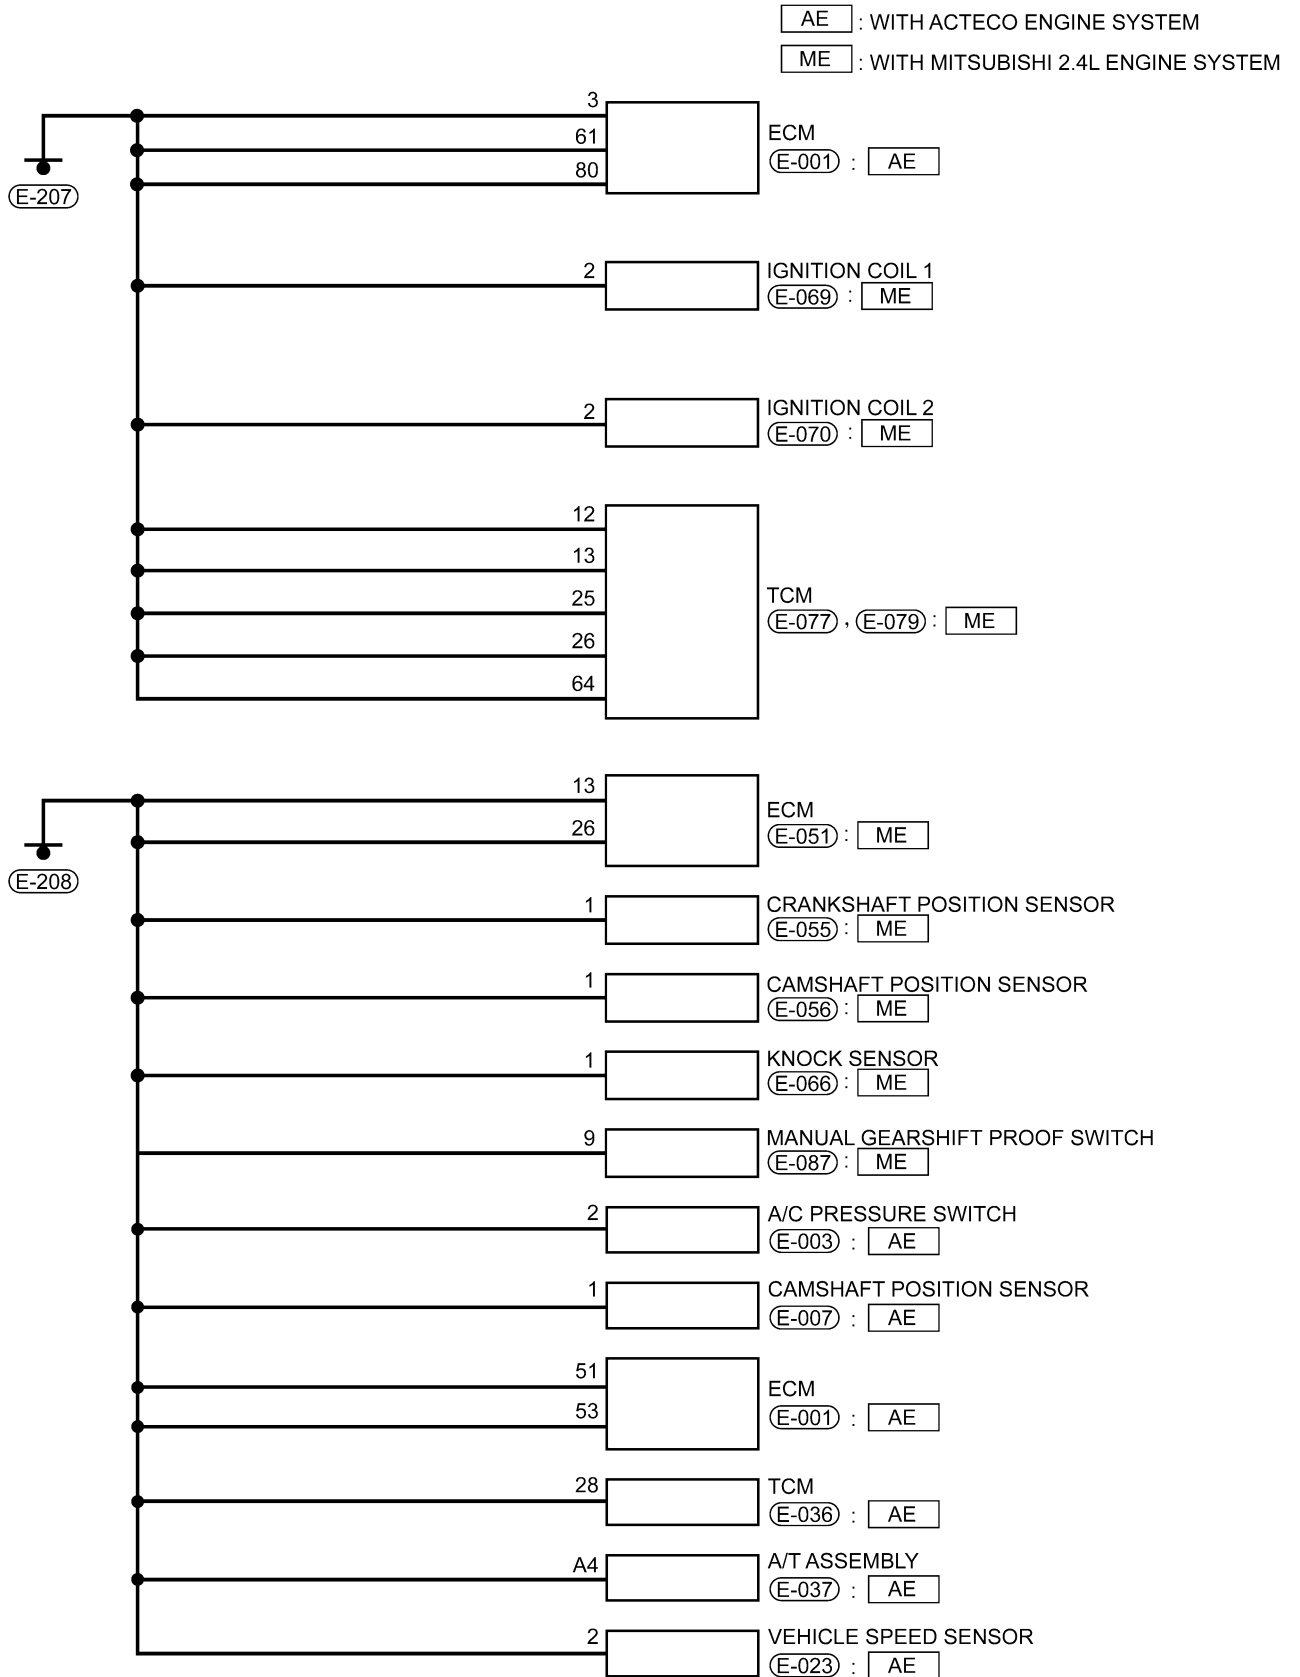 AE : WITH ACTECO ENGINE SYSTEM
ME : WITH MITSUBISHI 2.4L ENGINE SYSTEM
3
61
80
ECM
E-001 : AE
E-207
2
IGNITION COIL 1
E-069 : ME
2
IGNITION COIL 2
E-070 : ME
12
13
25
26
64
TCM
E-077 , E-079 : ME
13
26
ECM
E-051 : ME
E-208
1
CRANKSHAFT POSITION SENSOR
E-055 : ME
1
CAMSHAFT POSITION SENSOR
E-056 : ME
1
KNOCK SENSOR
E-066 : ME
9
MANUAL GEARSHIFT PROOF SWITCH
E-087 : ME
2
A/C PRESSURE SWITCH
E-003 : AE
1
CAMSHAFT POSITION SENSOR
E-007 : AE
51
53
ECM
E-001 : AE
28
TCM
E-036 : AE
A4
A/T ASSEMBLY
E-037 : AE
2
VEHICLE SPEED SENSOR
E-023 : AE